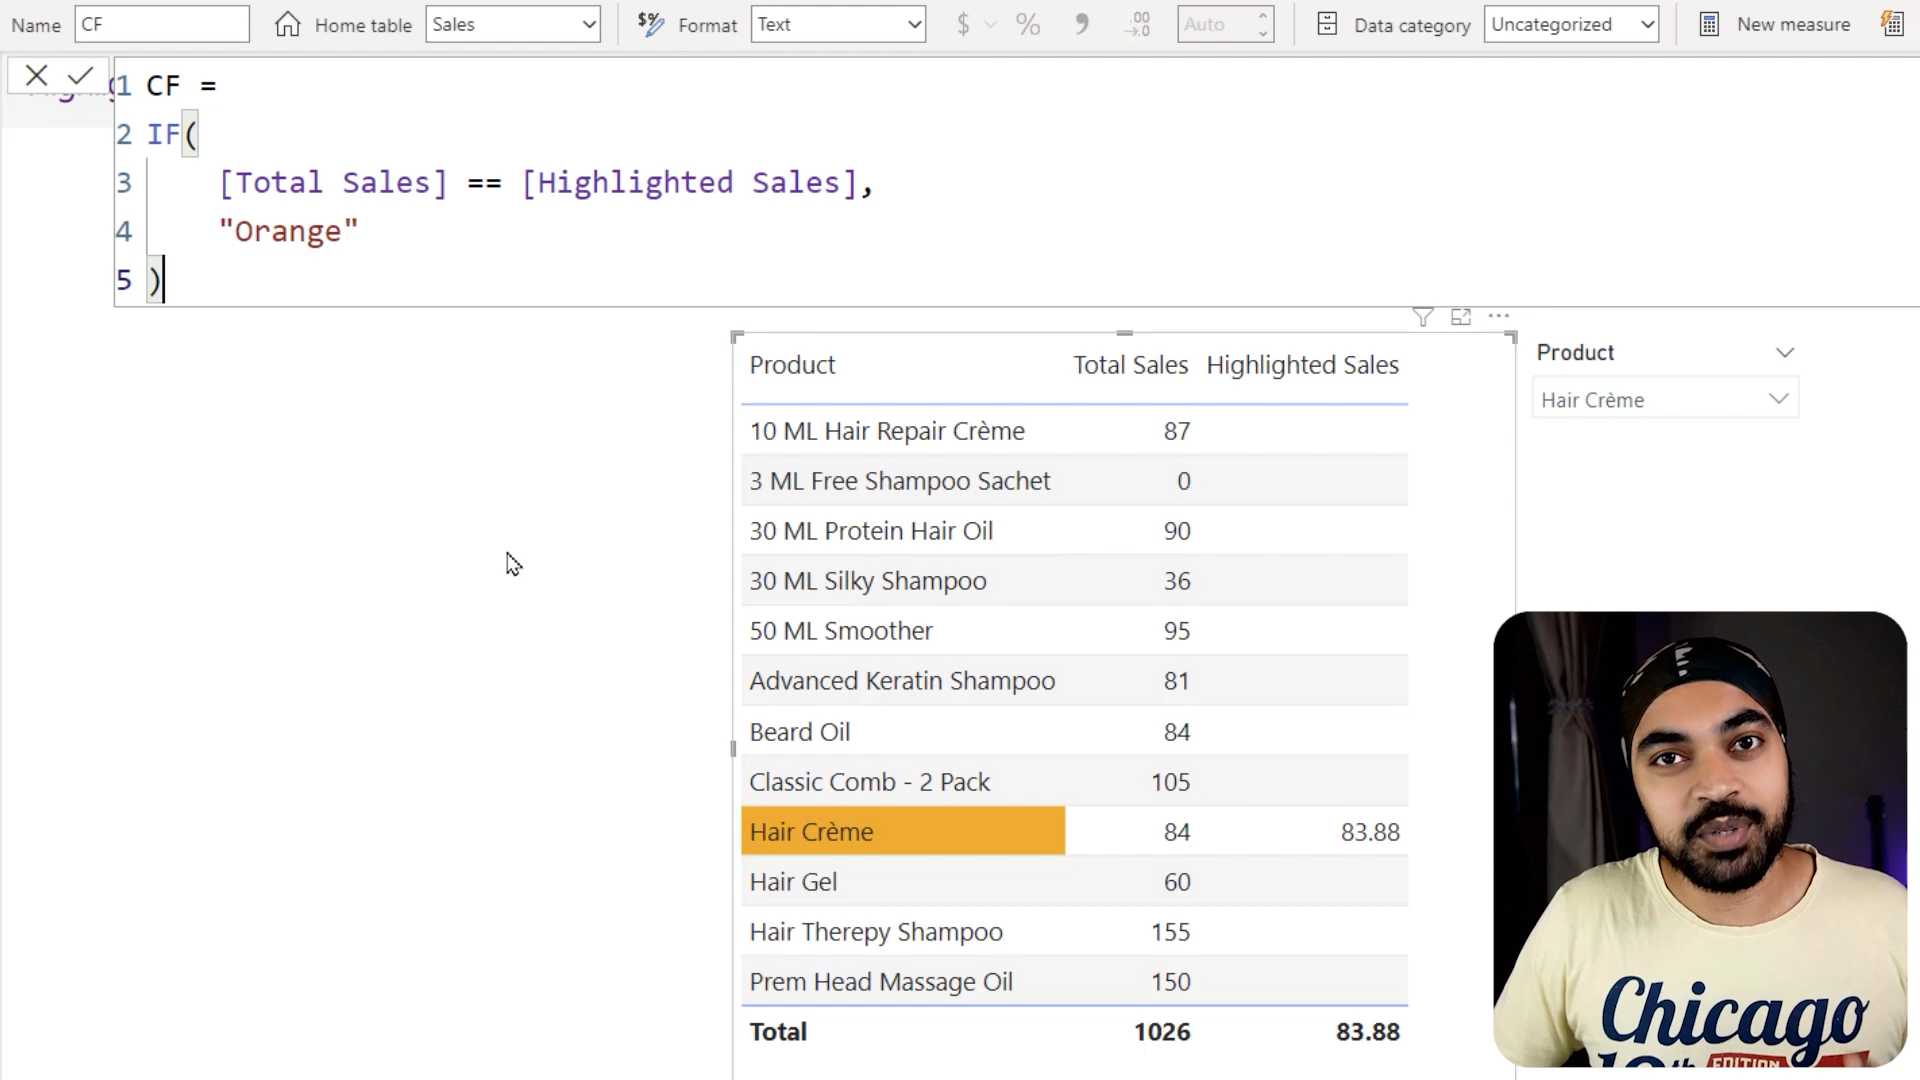 Name CF Home table Sales Format Text $ % Auto Data category Uncategorized New measure
1 CF =
2 IF(
3 [Total Sales] == [Highlighted Sales],
4 "Orange"
5 )
Product Total Sales Highlighted Sales
10 ML Hair Repair Crème 87
3 ML Free Shampoo Sachet 0
30 ML Protein Hair Oil 90
30 ML Silky Shampoo 36
50 ML Smoother 95
Advanced Keratin Shampoo 81
Beard Oil 84
Classic Comb - 2 Pack 105
Hair Crème 84 83.88
Hair Gel 60
Hair Therepy Shampoo 155
Prem Head Massage Oil 150
Total 1026 83.88
Product
Hair Crème
Chicago
EDITION